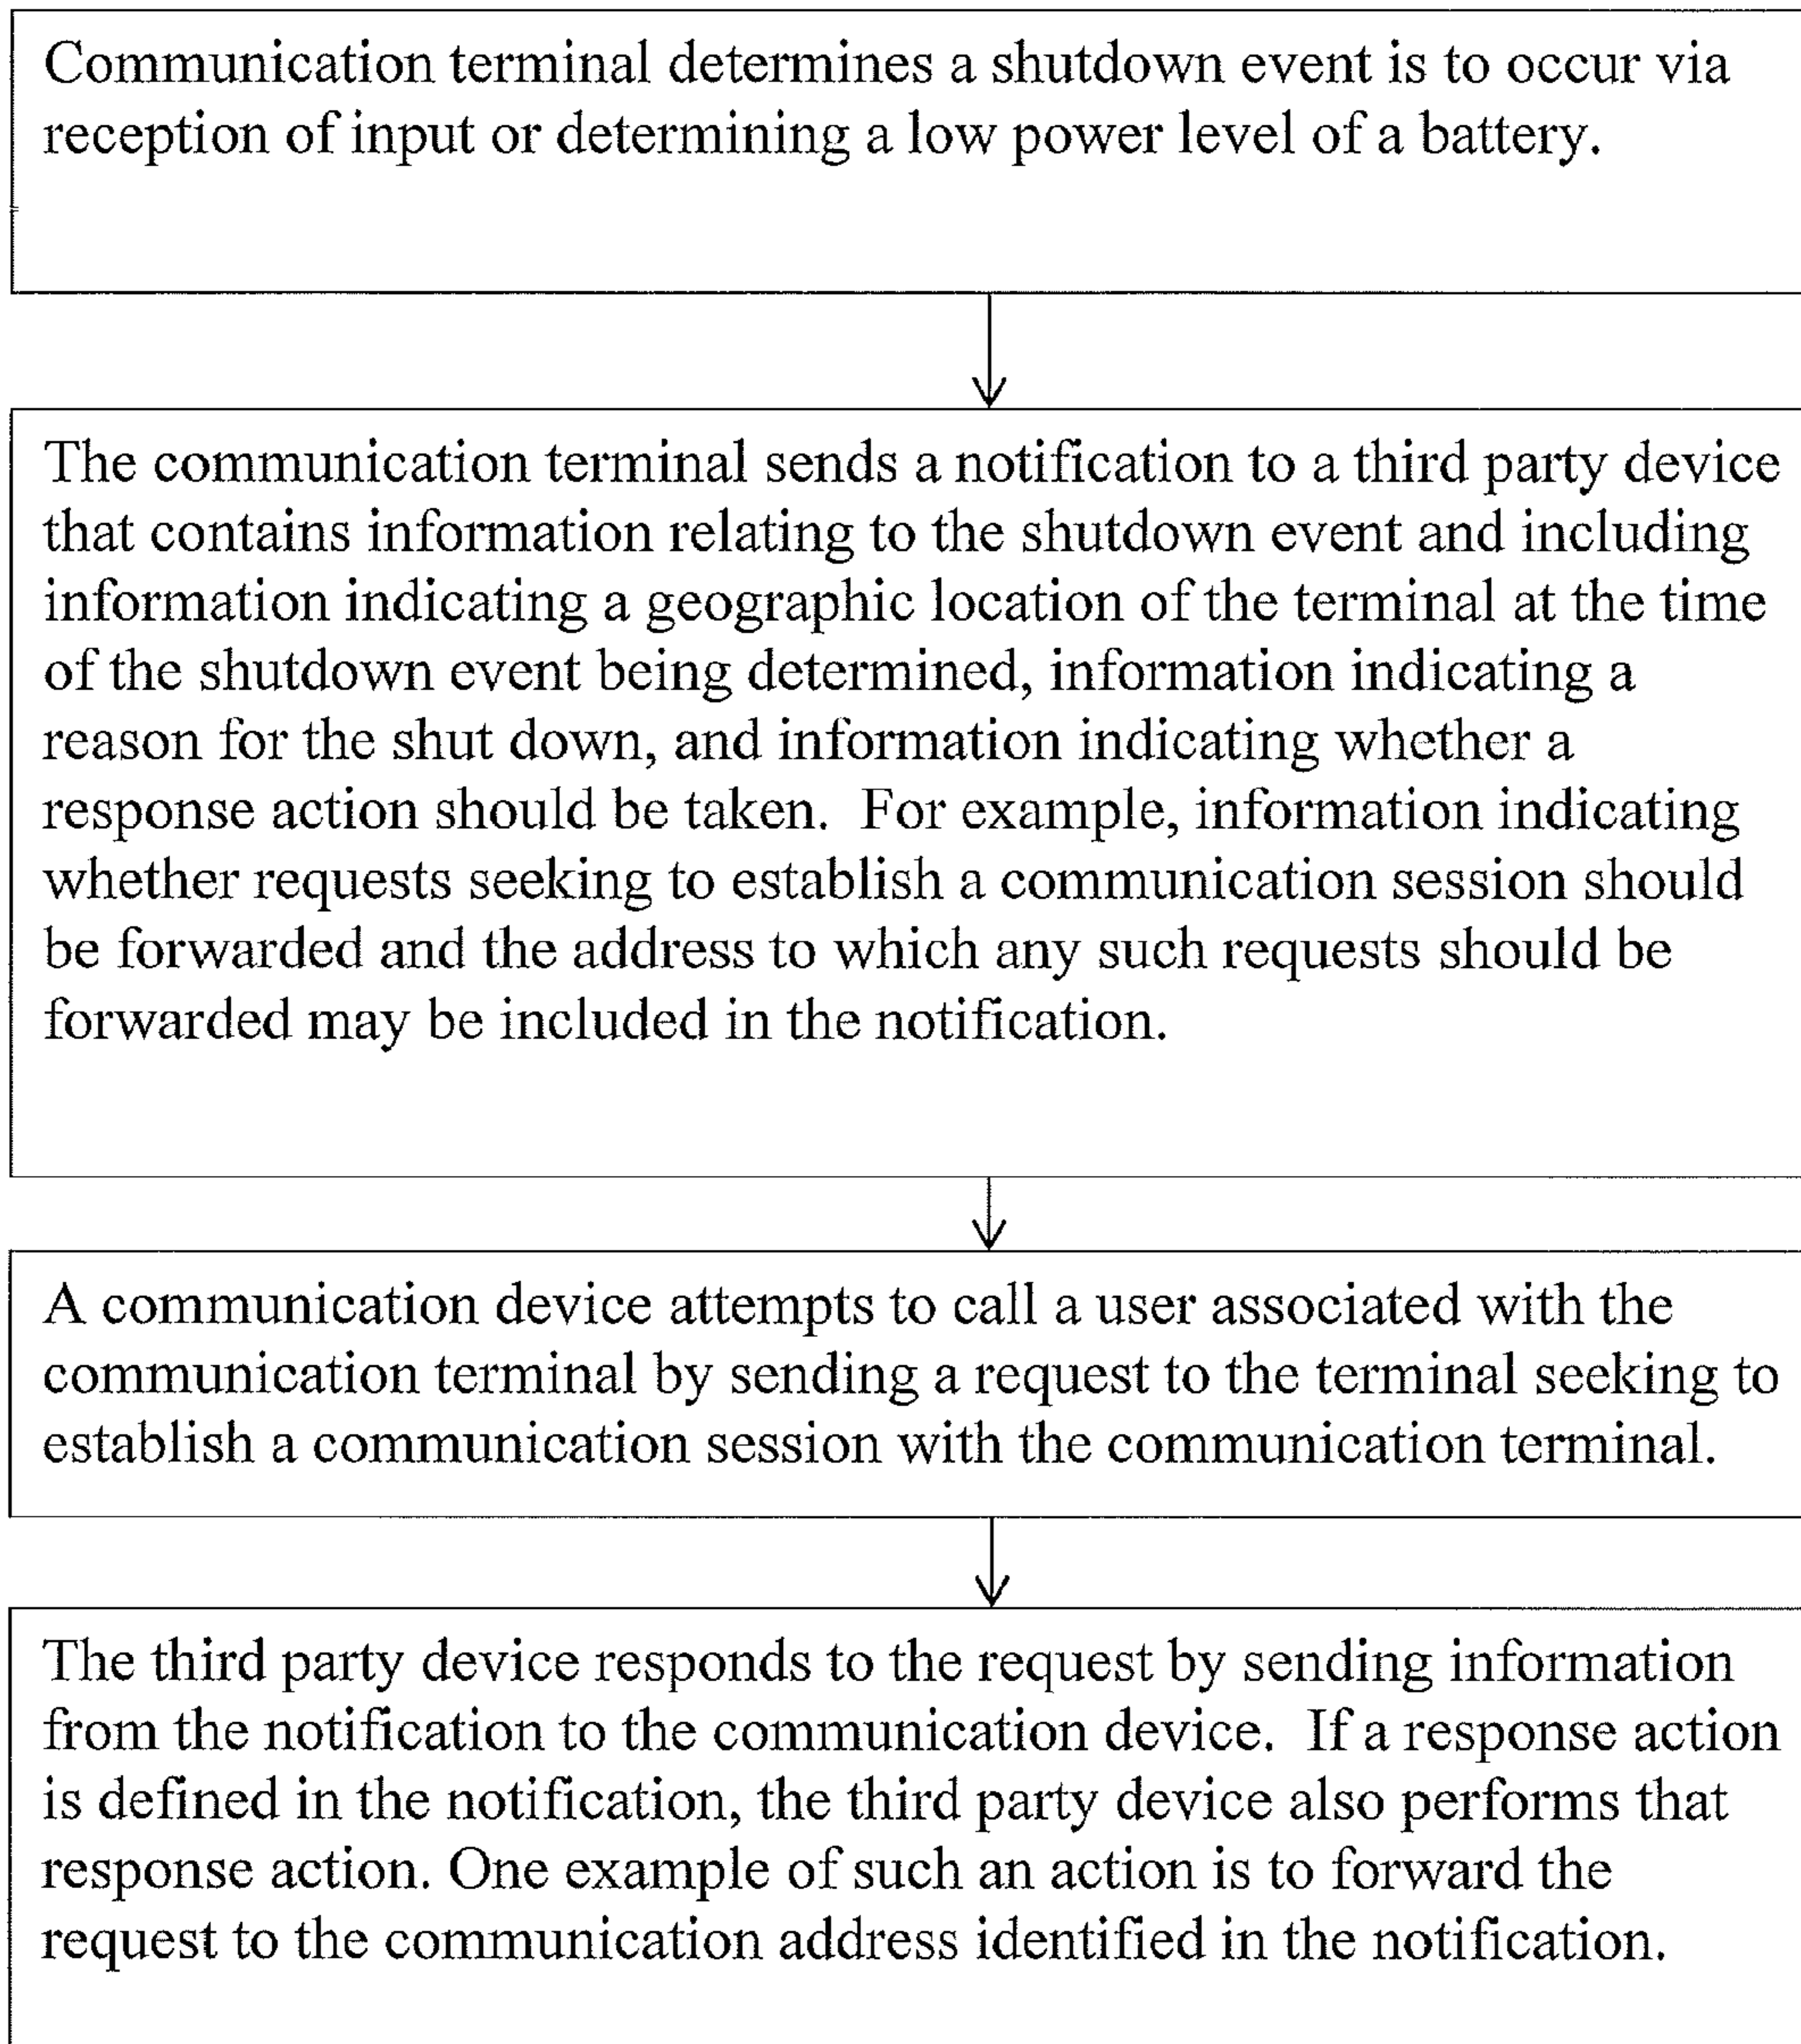 Communication terminal determines a shutdown event is to occur via
reception of input or determining a low power level of a battery.
The communication terminal sends a notification to a third party device
that contains information relating to the shutdown event and including
information indicating a geographic location of the terminal at the time
of the shutdown event being determined, information indicating a
reason for the shut down, and information indicating whether a
response action should be taken.  For example, information indicating
whether requests seeking to establish a communication session should
be forwarded and the address to which any such requests should be
forwarded may be included in the notification.
A communication device attempts to call a user associated with the
communication terminal by sending a request to the terminal seeking to
establish a communication session with the communication terminal.
The third party device responds to the request by sending information
from the notification to the communication device.  If a response action
is defined in the notification, the third party device also performs that
response action. One example of such an action is to forward the
request to the communication address identified in the notification.